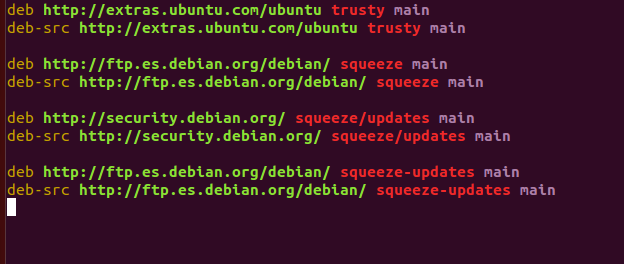 deb http://extras.ubuntu.com/ubuntu trusty main
deb-src http://extras.ubuntu.com/ubuntu trusty main
deb http://ftp.es.debian.org/debian/ squeeze main
deb-src http://ftp.es.debian.org/debian/ squeeze main
deb http://security.debian.org/ squeeze/updates main
deb-src http://security.debian.org/ squeeze/updates main
deb http://ftp.es.debian.org/debian/ squeeze-updates main
deb-src http://ftp.es.debian.org/debian/ squeeze-updates main